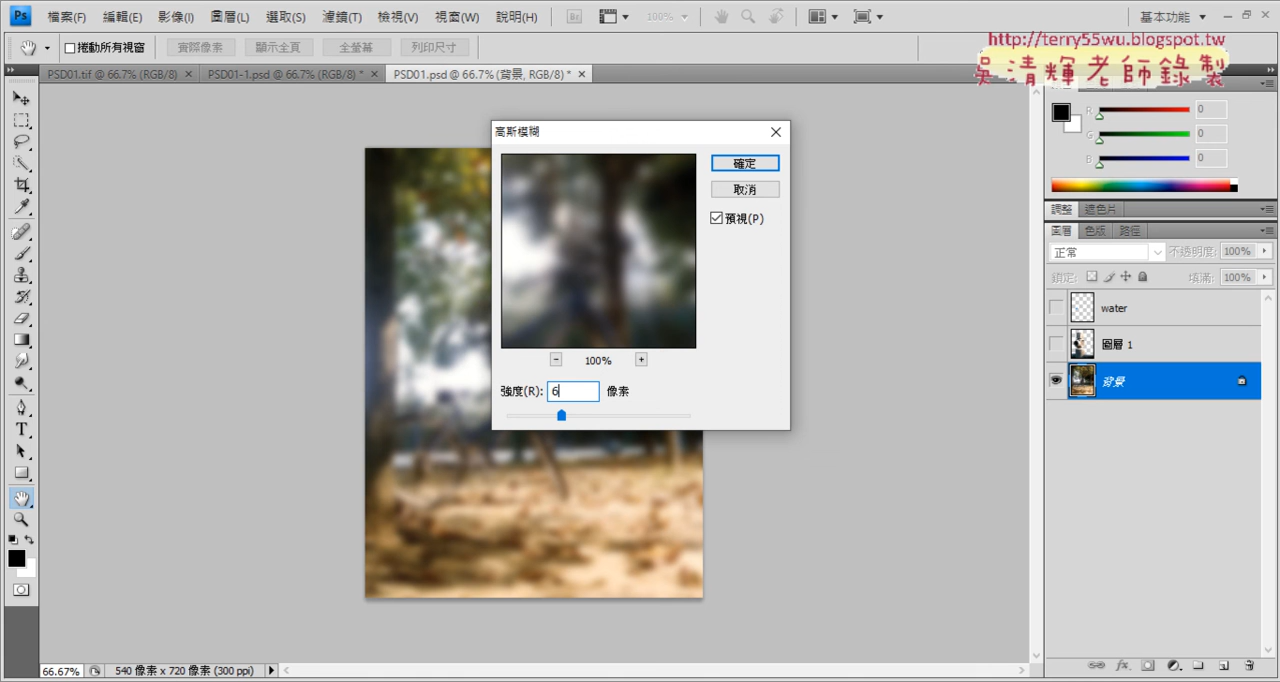 Ps 檔案(F) 編輯(E) 影像(I) 圖層(L) 選取(S) 濾鏡(T) 檢視(V) 視窗(W) 說明(H) Br 100% 基本功能
捲動所有視窗 實際像素 顯示全頁 全螢幕 列印尺寸
http://terry55wu.blogspot.tw
吳清輝老師錄製
PSD01.tif @ 66.7% (RGB/8) × PSD01-1.psd @ 66.7% (RGB/8) * × PSD01.psd @ 66.7% (背景, RGB/8) * ×
R 0
G 0
B 0
高斯模糊
確定
取消
預視(P)
100%
強度(R): 6 像素
調整 遮色片
圖層 色版 路徑
正常 不透明度: 100%
鎖定: 填滿: 100%
water
圖層 1
背景
T
66.67% 540 像素 x 720 像素 (300 ppi)
fx